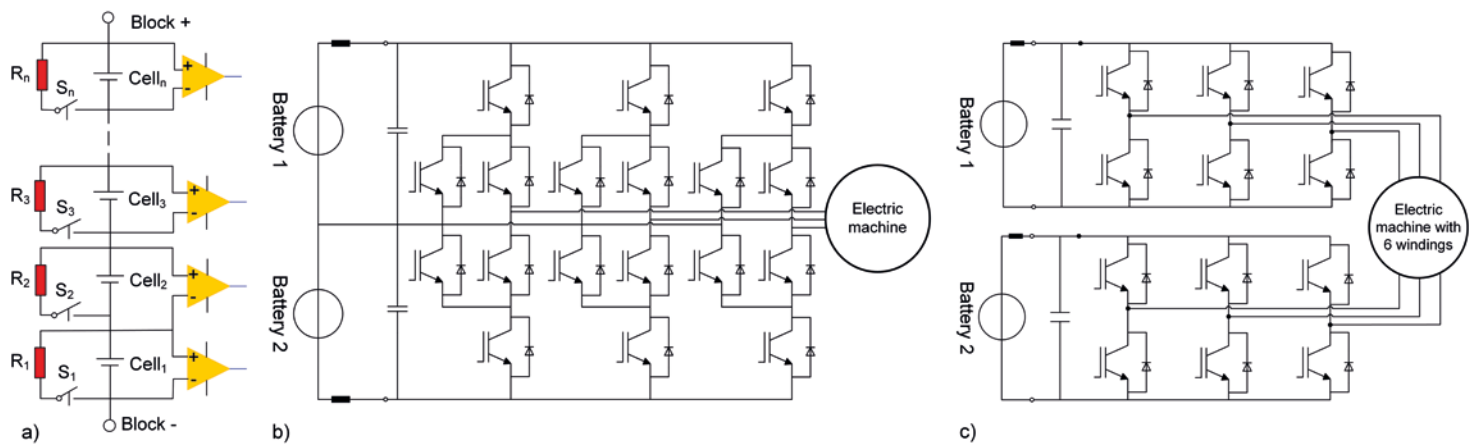 Block +
Rₙ
Sₙ
Cellₙ
+
-
R₃
S₃
Cell₃
+
-
R₂
S₂
Cell₂
+
-
R₁
S₁
Cell₁
+
-
Block -
a)
Battery 1
Battery 2
Electric
machine
b)
Battery 1
Battery 2
Electric
machine with
6 windings
c)